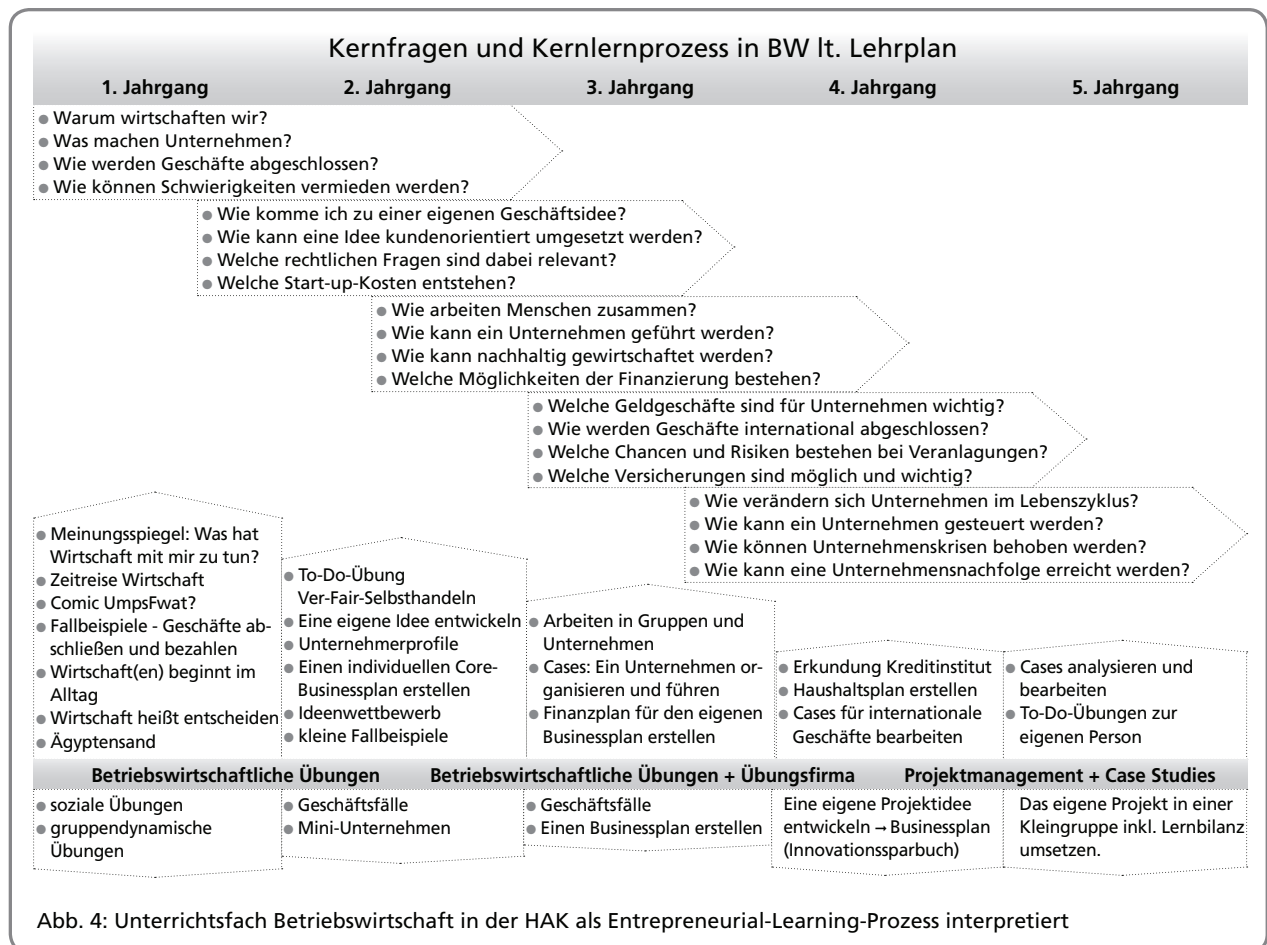 Kernfragen und Kernlernprozess in BW lt. Lehrplan
1. Jahrgang 2. Jahrgang 3. Jahrgang 4. Jahrgang 5. Jahrgang
● Warum wirtschaften wir?
● Was machen Unternehmen?
● Wie werden Geschäfte abgeschlossen?
● Wie können Schwierigkeiten vermieden werden?
● Wie komme ich zu einer eigenen Geschäftsidee?
● Wie kann eine Idee kundenorientiert umgesetzt werden?
● Welche rechtlichen Fragen sind dabei relevant?
● Welche Start-up-Kosten entstehen?
● Wie arbeiten Menschen zusammen?
● Wie kann ein Unternehmen geführt werden?
● Wie kann nachhaltig gewirtschaftet werden?
● Welche Möglichkeiten der Finanzierung bestehen?
● Welche Geldgeschäfte sind für Unternehmen wichtig?
● Wie werden Geschäfte international abgeschlossen?
● Welche Chancen und Risiken bestehen bei Veranlagungen?
● Welche Versicherungen sind möglich und wichtig?
● Wie verändern sich Unternehmen im Lebenszyklus?
● Wie kann ein Unternehmen gesteuert werden?
● Wie können Unternehmenskrisen behoben werden?
● Wie kann eine Unternehmensnachfolge erreicht werden?
● Meinungsspiegel: Was hat
Wirtschaft mit mir zu tun?
● Zeitreise Wirtschaft
● Comic UmpsFwat?
● Fallbeispiele - Geschäfte ab-
schließen und bezahlen
● Wirtschaft(en) beginnt im
Alltag
● Wirtschaft heißt entscheiden
● Ägyptensand
● To-Do-Übung
Ver-Fair-Selbsthandeln
● Eine eigene Idee entwickeln
● Unternehmerprofile
● Einen individuellen Core-
Businessplan erstellen
● Ideenwettbewerb
● kleine Fallbeispiele
● Arbeiten in Gruppen und
Unternehmen
● Cases: Ein Unternehmen or-
ganisieren und führen
● Finanzplan für den eigenen
Businessplan erstellen
● Erkundung Kreditinstitut
● Haushaltsplan erstellen
● Cases für internationale
Geschäfte bearbeiten
● Cases analysieren und
bearbeiten
● To-Do-Übungen zur
eigenen Person
Betriebswirtschaftliche Übungen Betriebswirtschaftliche Übungen + Übungsfirma Projektmanagement + Case Studies
● soziale Übungen
● gruppendynamische
Übungen
● Geschäftsfälle
● Mini-Unternehmen
● Geschäftsfälle
● Einen Businessplan erstellen
Eine eigene Projektidee
entwickeln → Businessplan
(Innovationssparbuch)
Das eigene Projekt in einer
Kleingruppe inkl. Lernbilanz
umsetzen.
Abb. 4: Unterrichtsfach Betriebswirtschaft in der HAK als Entrepreneurial-Learning-Prozess interpretiert